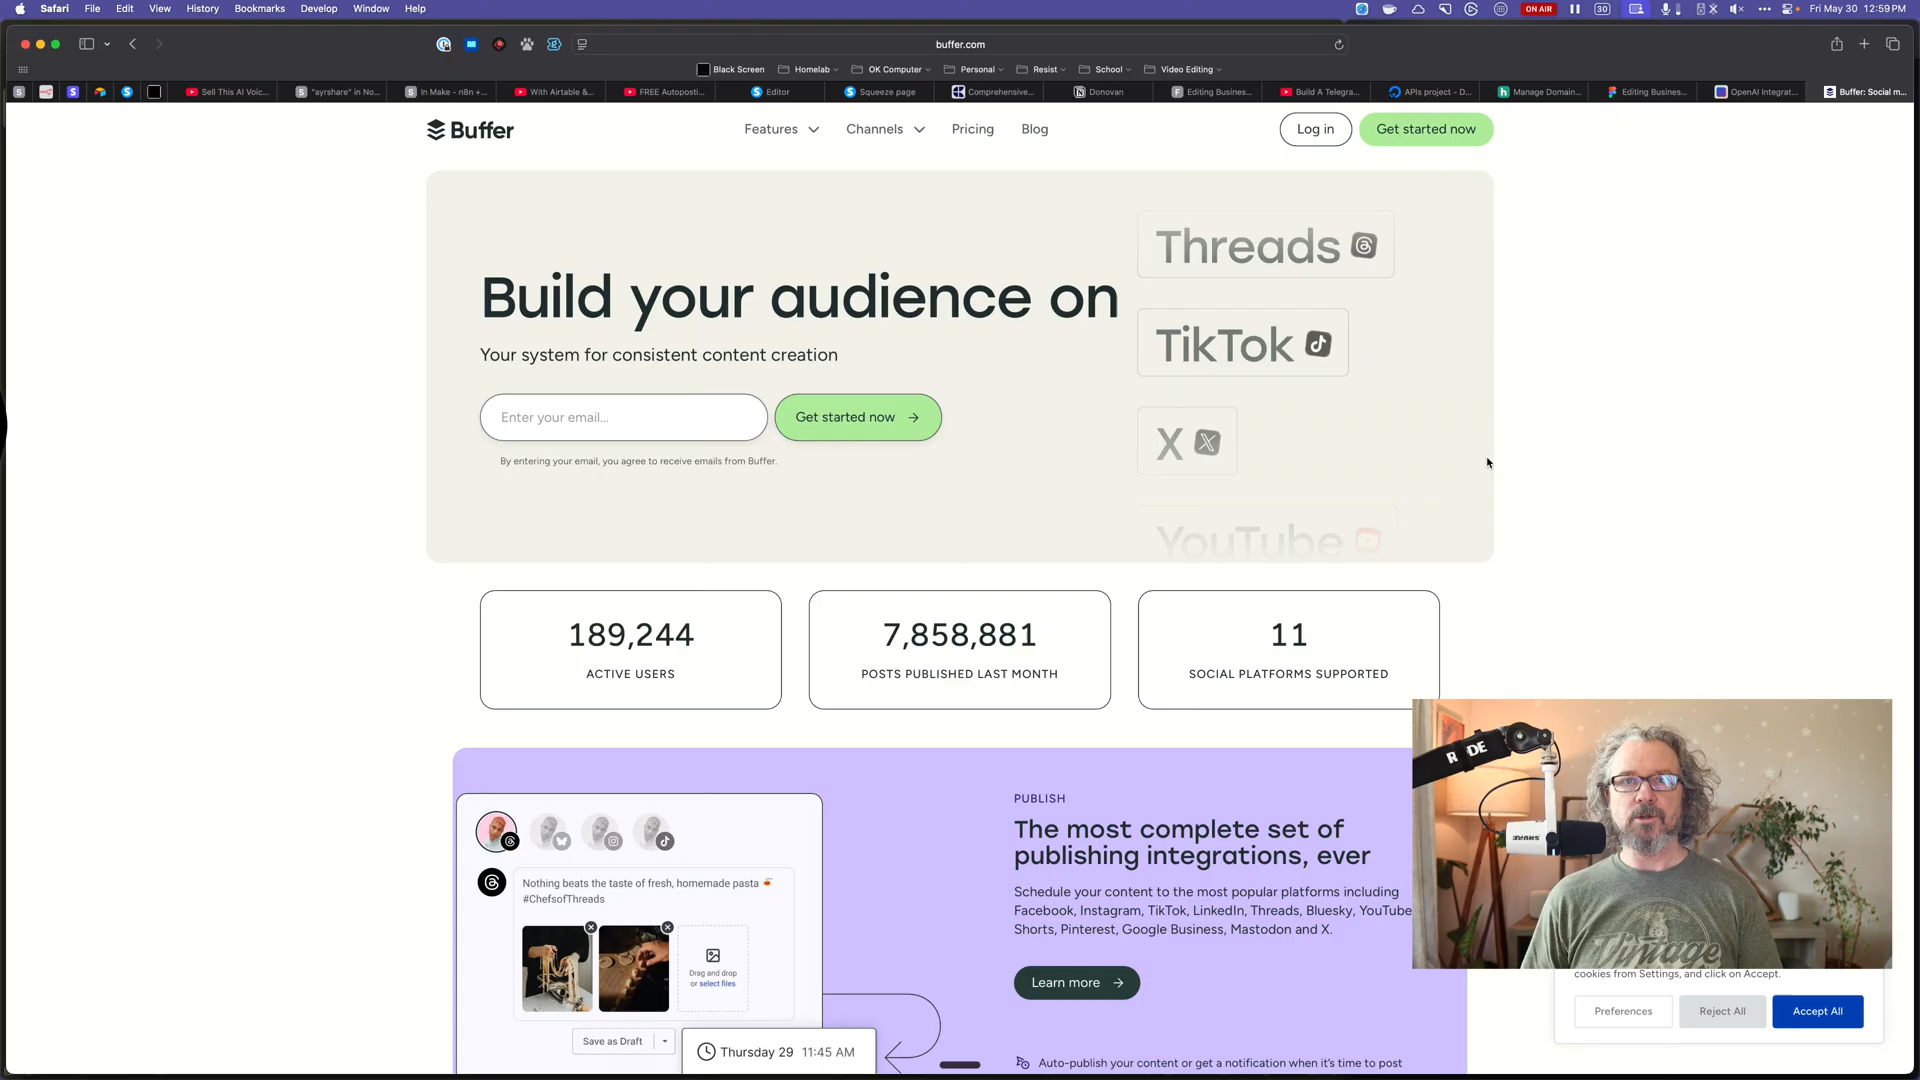 Safari File Edit View History Bookmarks Develop Window Help
ON AIR 30 Fri May 30 12:59 PM
buffer.com
Black Screen Homelab OK Computer Personal Resist School Video Editing
Sell This AI Voic... "ayrshare" in No... In Make - n8n +... With Airtable &... FREE Autoposti... Editor Squeeze page Comprehensive... Donovan Editing Business... Build A Telegra... APIs project - D... Manage Domain... Editing Busines... OpenAI Integrat... Buffer: Social m...
Buffer
Features Channels Pricing Blog
Log in Get started now
Threads
Build your audience on
TikTok
Your system for consistent content creation
Enter your email... Get started now
X
By entering your email, you agree to receive emails from Buffer.
YouTube
189,244
ACTIVE USERS
7,858,881
POSTS PUBLISHED LAST MONTH
11
SOCIAL PLATFORMS SUPPORTED
Nothing beats the taste of fresh, homemade pasta
#ChefsofThreads
Drag and drop
or select files
Save as Draft
Thursday 29 11:45 AM
PUBLISH
The most complete set of
publishing integrations, ever
Schedule your content to the most popular platforms including
Facebook, Instagram, TikTok, LinkedIn, Threads, Bluesky, YouTube
Shorts, Pinterest, Google Business, Mastodon and X.
Learn more
Auto-publish your content or get a notification when it's time to post
RØDE
SHURE
Vintage
cookies from Settings, and click on Accept.
Preferences Reject All Accept All